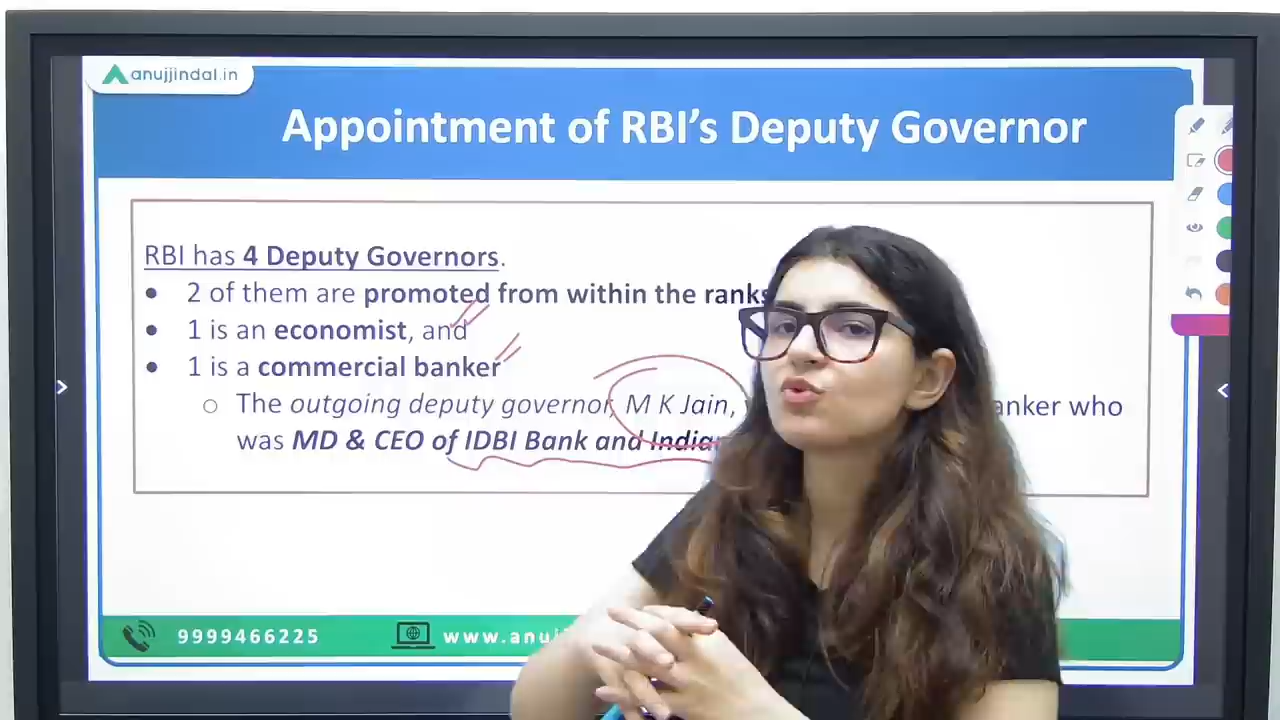 anujjindal.in
Appointment of RBI's Deputy Governor
RBI has 4 Deputy Governors.
• 2 of them are promoted from within the ranks
• 1 is an economist, and
• 1 is a commercial banker
○ The outgoing deputy governor, M K Jain, anker who
was MD & CEO of IDBI Bank and India
9999466225 www.anuj